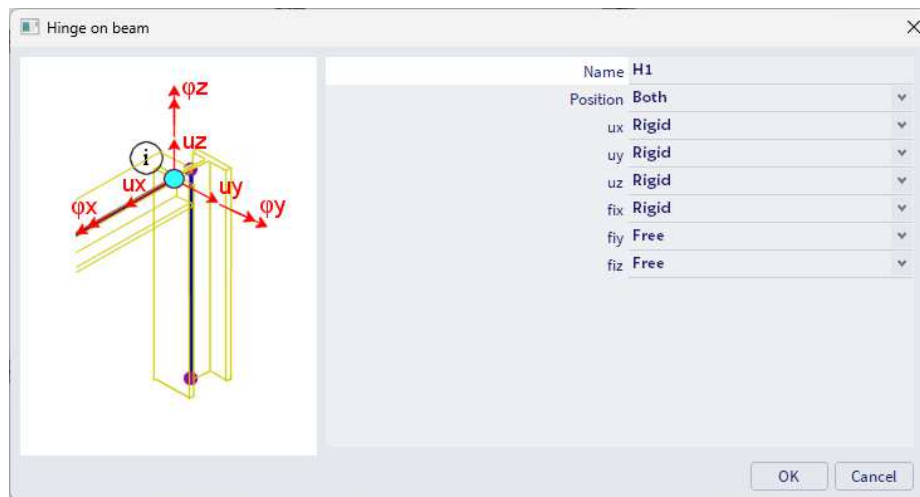 Hinge on beam
φz
uz
i
ux
uy
φx
φy
Name H1
Position Both
ux Rigid
uy Rigid
uz Rigid
fix Rigid
fiy Free
fiz Free
OK Cancel